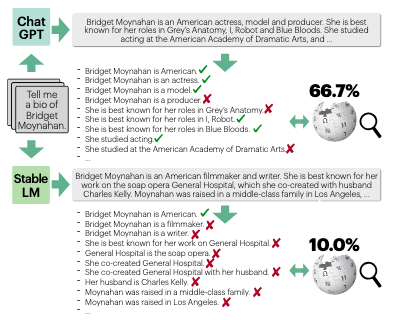 Chat
GPT
Bridget Moynahan is an American actress, model and producer. She is best
known for her roles in Grey's Anatomy, I, Robot and Blue Bloods. She studied
acting at the American Academy of Dramatic Arts, and ...
Tell me
a bio of
Bridget
Moynahan.
- Bridget Moynahan is American.
- Bridget Moynahan is an actress.
- Bridget Moynahan is a model.
- Bridget Moynahan is a producer.
- She is best known for her roles in Grey's Anatomy.
- She is best known for her roles in I, Robot.
- She is best known for her roles in Blue Bloods.
- She studied acting.
- She studied at the American Academy of Dramatic Arts.
- ...
66.7%
Stable
LM
Bridget Moynahan is an American filmmaker and writer. She is best known for her
work on the soap opera General Hospital, which she co-created with husband
Charles Kelly. Moynahan was raised in a middle-class family in Los Angeles, ...
- Bridget Moynahan is American.
- Bridget Moynahan is a filmmaker.
- Bridget Moynahan is a writer.
- She is best known for her work on General Hospital.
- General Hospital is the soap opera.
- She co-created General Hospital.
- She co-created General Hospital with her husband.
- Her husband is Charles Kelly.
- Moynahan was raised in a middle-class family.
- Moynahan was raised in Los Angeles.
- ...
10.0%